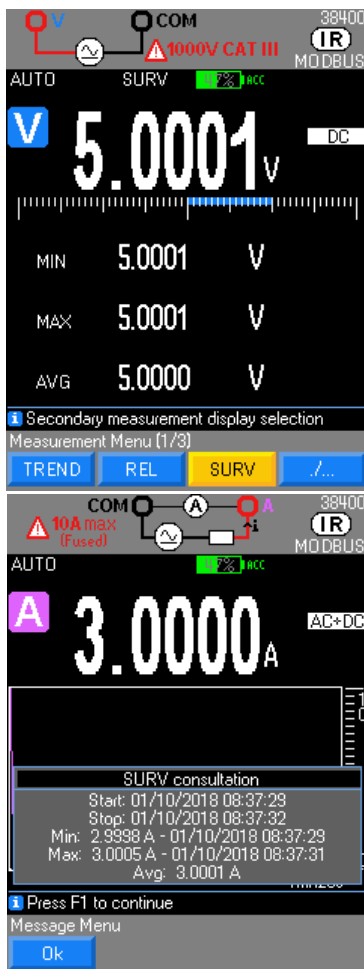 V COM 38400
IR
1000V CAT III MODBUS
AUTO SURV 7% ACC
V 5.0001 V DC
MIN 5.0001 V
MAX 5.0001 V
AVG 5.0000 V
i Secondary measurement display selection
Measurement Menu (1/3)
TREND REL SURV ./...
COM A A 38400
10A max i IR
(Fused) MODBUS
AUTO 7% ACC
A 3.0000 A AC+DC
SURV consultation
Start: 01/10/2018 08:37:29
Stop: 01/10/2018 08:37:32
Min: 2.9998 A - 01/10/2018 08:37:29
Max: 3.0005 A - 01/10/2018 08:37:31
Avg: 3.0001 A
i Press F1 to continue
Message Menu
Ok